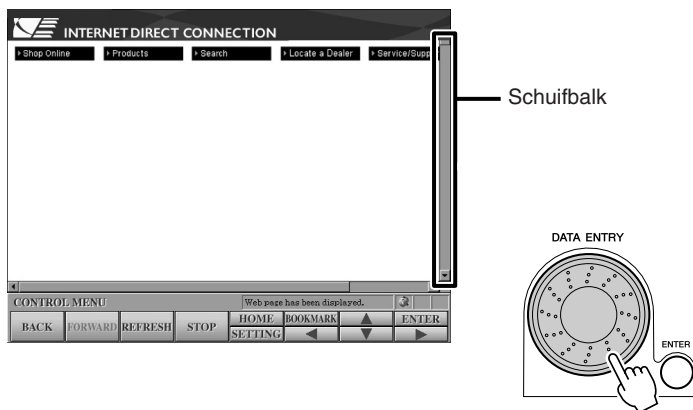 INTERNET DIRECT CONNECTION
Shop Online Products Search Locate a Dealer Service/Supp
Schuifbalk
DATA ENTRY
ENTER
CONTROL MENU Web page has been displayed.
BACK FORWARD REFRESH STOP HOME BOOKMARK ENTER
SETTING